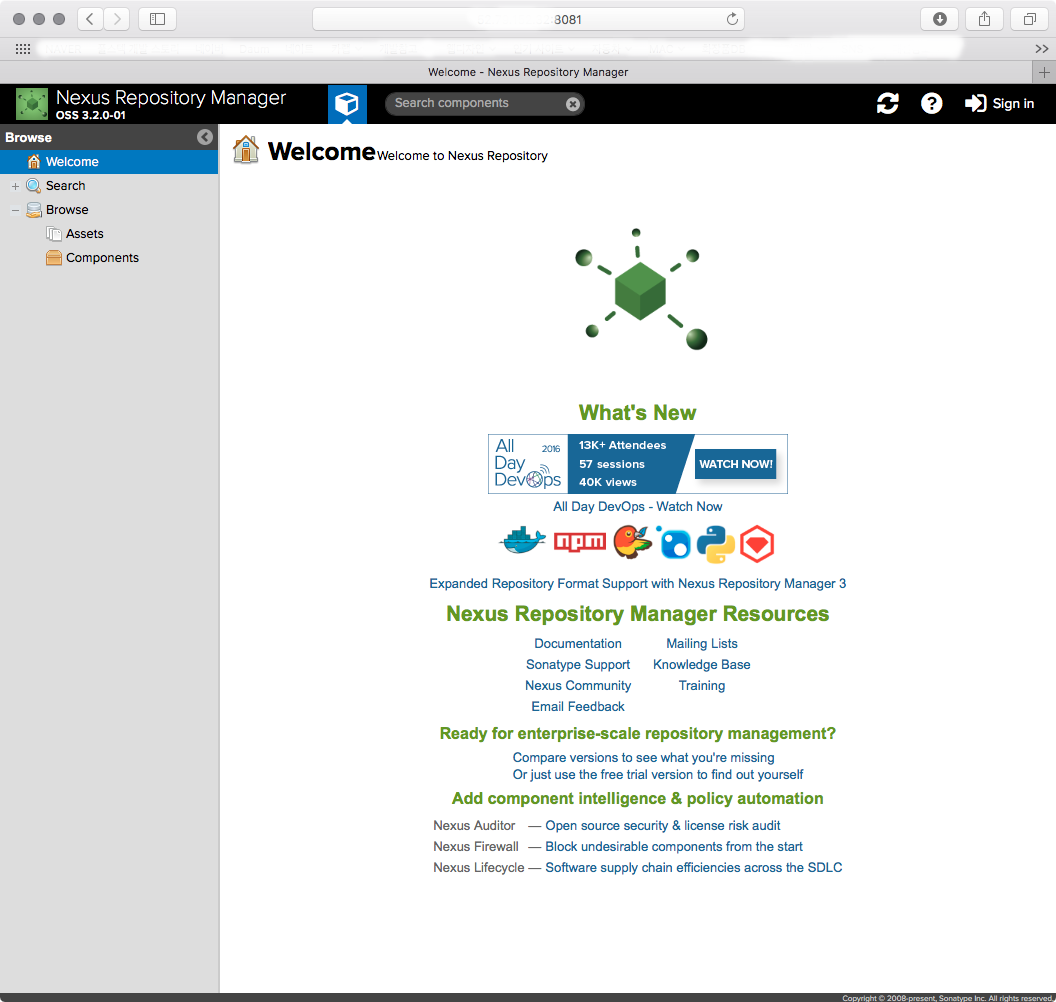 8081
Welcome - Nexus Repository Manager
Nexus Repository Manager
OSS 3.2.0-01
Search components
Sign in
Browse
Welcome
Search
Browse
Assets
Components
Welcome Welcome to Nexus Repository
What's New
All Day DevOps 2016
13K+ Attendees
57 sessions
40K views
WATCH NOW!
All Day DevOps - Watch Now
npm
Expanded Repository Format Support with Nexus Repository Manager 3
Nexus Repository Manager Resources
Documentation Mailing Lists
Sonatype Support Knowledge Base
Nexus Community Training
Email Feedback
Ready for enterprise-scale repository management?
Compare versions to see what you're missing
Or just use the free trial version to find out yourself
Add component intelligence & policy automation
Nexus Auditor — Open source security & license risk audit
Nexus Firewall — Block undesirable components from the start
Nexus Lifecycle — Software supply chain efficiencies across the SDLC
Copyright © 2008-present, Sonatype Inc. All rights reserved.